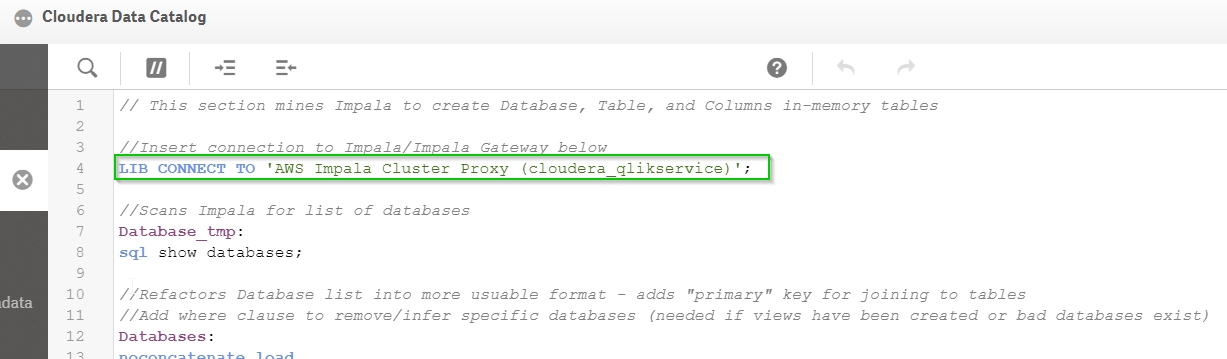 Cloudera Data Catalog
1 // This section mines Impala to create Database, Table, and Columns in-memory tables
2
3 //Insert connection to Impala/Impala Gateway below
4 LIB CONNECT TO 'AWS Impala Cluster Proxy (cloudera_qlikservice)';
5
6 //Scans Impala for list of databases
7 Database_tmp:
8 sql show databases;
9
adata
10 //Refactors Database list into more usuable format - adds "primary" key for joining to tables
11 //Add where clause to remove/infer specific databases (needed if views have been created or bad databases exist)
12 Databases:
13 noconcatenate load